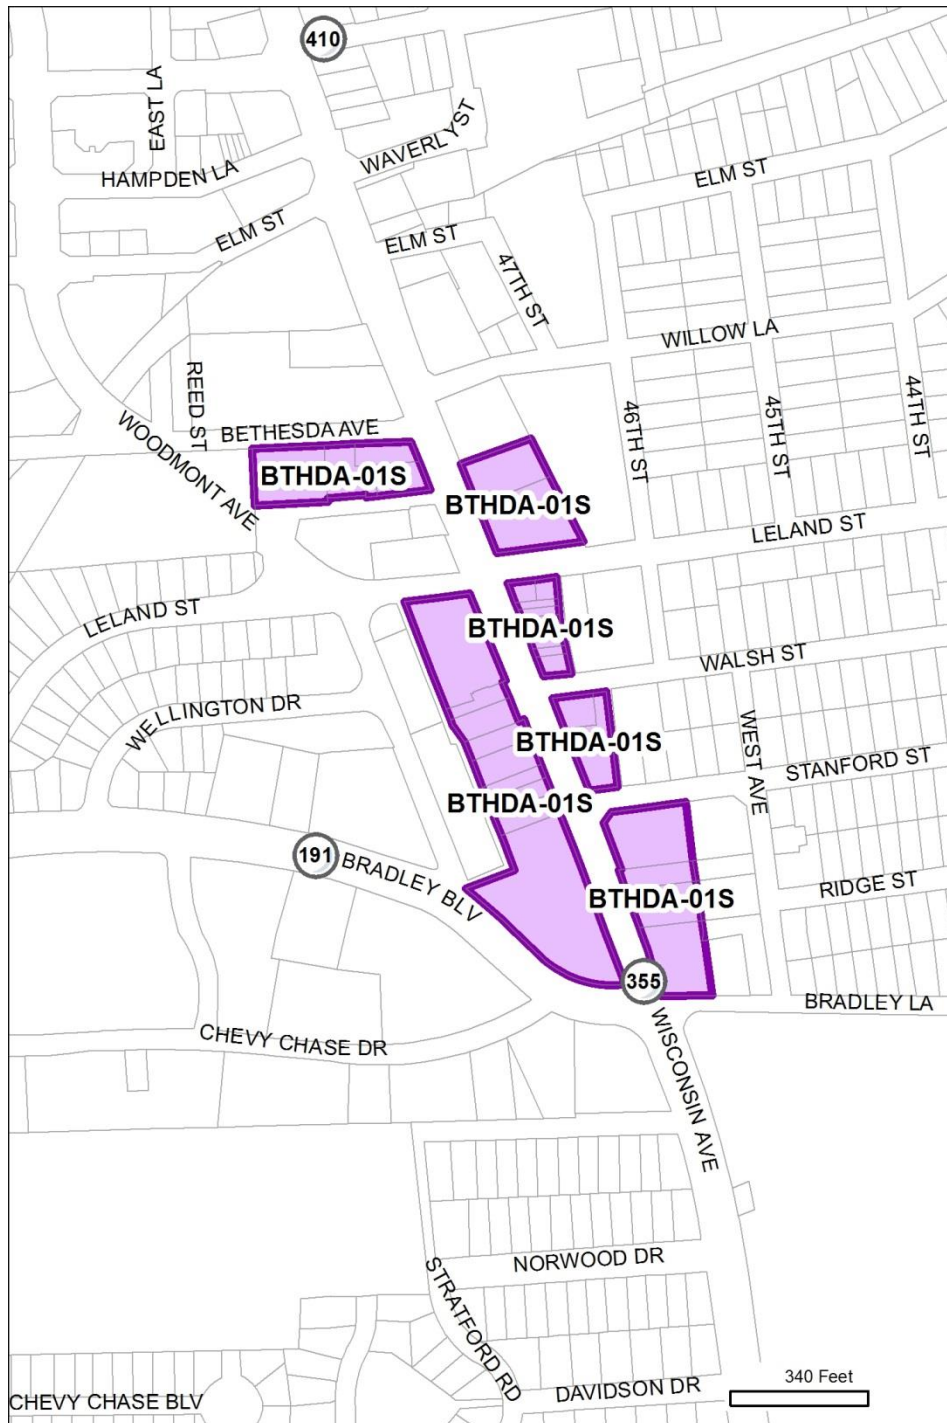 410
EAST LA
WAVERLY ST
HAMPDEN LA
ELM ST
ELM ST
ELM ST
47TH ST
WILLOW LA
REED ST
46TH ST
45TH ST
44TH ST
WOODMONT AVE
BETHESDA AVE
BTHDA-01S
BTHDA-01S
LELAND ST
LELAND ST
BTHDA-01S
WALSH ST
WELLINGTON DR
WEST AVE
BTHDA-01S
STANFORD ST
BTHDA-01S
191
BRADLEY BLV
RIDGE ST
BTHDA-01S
355
BRADLEY LA
WISCONSIN AVE
CHEVY CHASE DR
NORWOOD DR
STRATFORD RD
340 Feet
DAVIDSON DR
CHEVY CHASE BLV